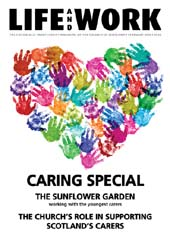 LIFE AND WORK
CARING SPECIAL
THE SUNFLOWER GARDEN
working with the youngest carers
THE CHURCH'S ROLE IN SUPPORTING
SCOTLAND'S CARERS